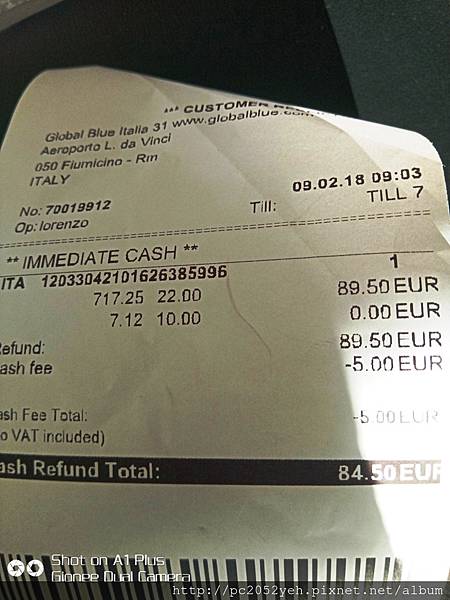 *** CUSTOMER
Global Blue Italia 31 www.globalblue.com
Aeroporto L. da Vinci
050 Fiumicino - Rm
ITALY
09.02.18 09:03
No: 70019912 Till: TILL 7
Op: lorenzo
** IMMEDIATE CASH ** 1
ITA 12033042101626385996 89.50 EUR
717.25 22.00 0.00 EUR
7.12 10.00
efund: 89.50 EUR
ash fee -5.00 EUR
ash Fee Total: -5.00 EUR
o VAT included)
ash Refund Total: 84.50 EUR
Shot on A1 Plus
Gionee Dual Camera
http://pc2052yeh.pixnet.net/album